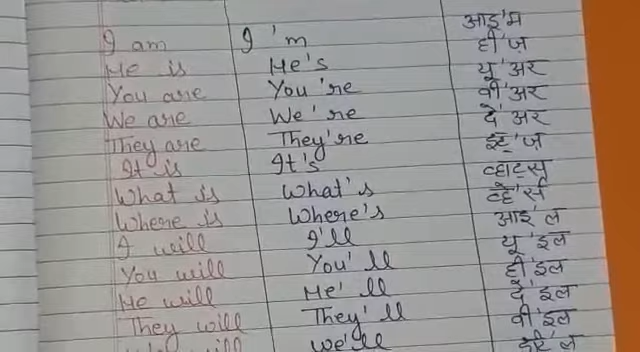 I am I 'm आइ'म
He is He's ही'ज़
You are You 're यू'अर
We are We 're वी'अर
They are They're दे'अर
It is It's इट्'ज़
What is What's व्हाट्स
Where is Where's व्हे'र्स
I will I'll आइ'ल
You will You'll यू'इल
He will He'll ही'इल
They will They'll दे'इल
will We'll वी'इल